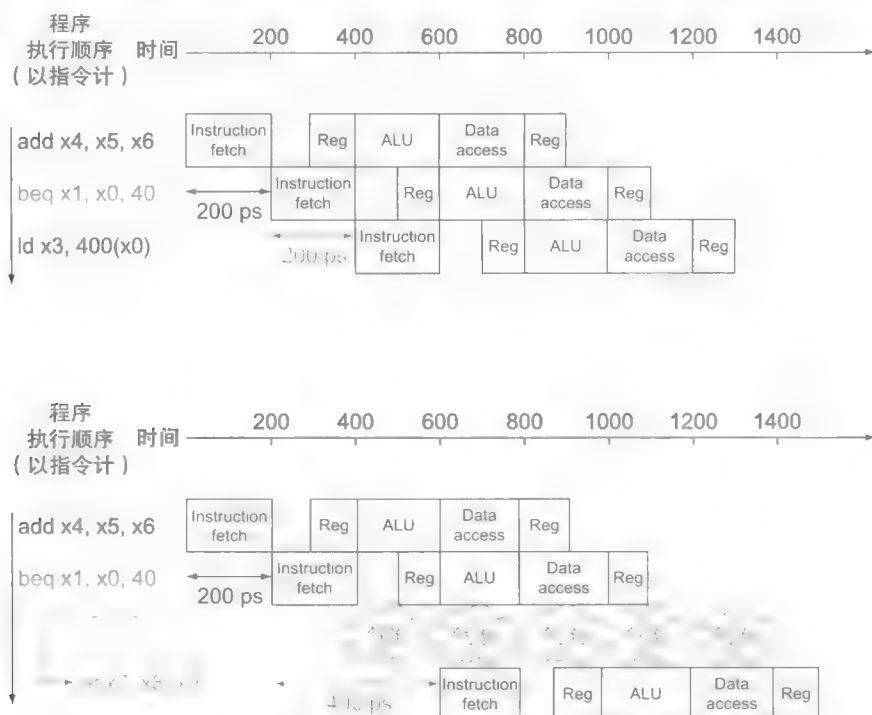 程序
执行顺序 时间
(以指令计)
200 400 600 800 1000 1200 1400
add x4, x5, x6
Instruction fetch Reg ALU Data access Reg
beq x1, x0, 40
200 ps
Instruction fetch Reg ALU Data access Reg
ld x3, 400(x0)
200 ps
Instruction fetch Reg ALU Data access Reg
程序
执行顺序 时间
(以指令计)
200 400 600 800 1000 1200 1400
add x4, x5, x6
Instruction fetch Reg ALU Data access Reg
beq x1, x0, 40
200 ps
Instruction fetch Reg ALU Data access Reg
ps
Instruction fetch Reg ALU Data access Reg